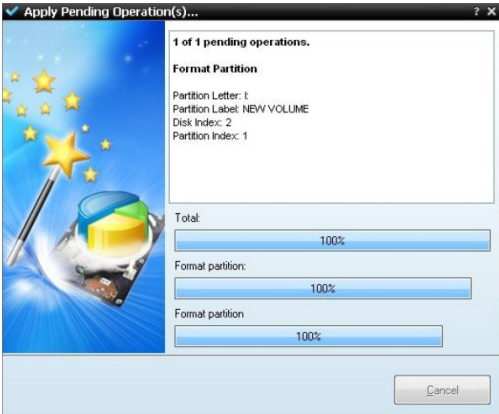 Apply Pending Operation(s)...
1 of 1 pending operations.
Format Partition
Partition Letter: I:
Partition Label: NEW VOLUME
Disk Index: 2
Partition Index: 1
Total:
100%
Format partition:
100%
Format partition
100%
Cancel